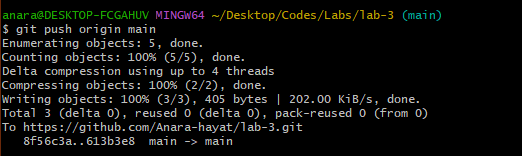 anara@DESKTOP-FCGAHUV MINGW64 ~/Desktop/Codes/Labs/lab-3 (main)
$ git push origin main
Enumerating objects: 5, done.
Counting objects: 100% (5/5), done.
Delta compression using up to 4 threads
Compressing objects: 100% (2/2), done.
Writing objects: 100% (3/3), 405 bytes | 202.00 KiB/s, done.
Total 3 (delta 0), reused 0 (delta 0), pack-reused 0 (from 0)
To https://github.com/Anara-hayat/lab-3.git
   8f56c3a..613b3e8  main -> main